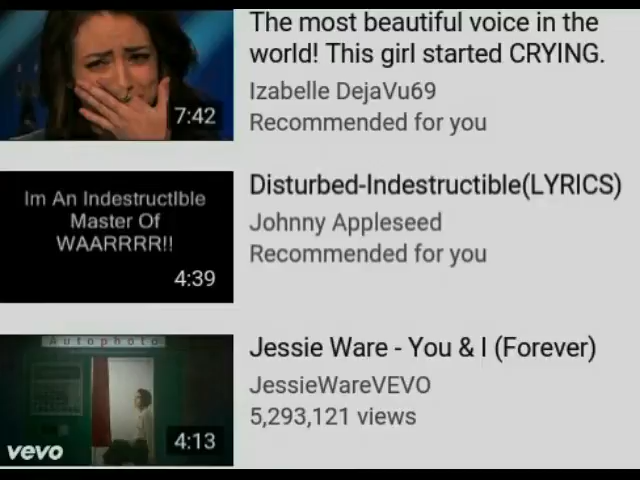 The most beautiful voice in the
world! This girl started CRYING.
Izabelle DejaVu69
Recommended for you
7:42
Disturbed-Indestructible(LYRICS)
Johnny Appleseed
Recommended for you
Im An IndestructIble
Master Of
WAARRRR!!
4:39
Jessie Ware - You & I (Forever)
JessieWareVEVO
5,293,121 views
Autophoto
vevo
4:13